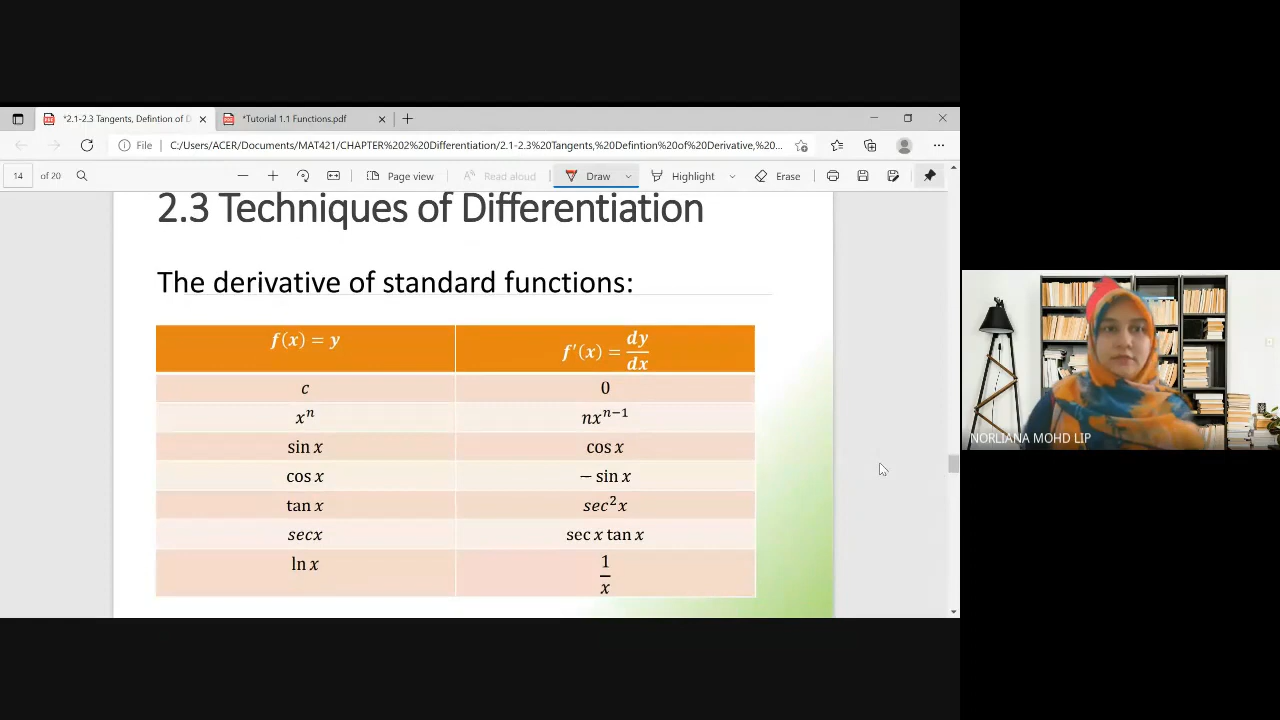 *2.1-2.3 Tangents, Defintion of D
*Tutorial 1.1 Functions.pdf
File C:/Users/ACER/Documents/MAT421/CHAPTER%202%20Differentiation/2.1-2.3%20Tangents,%20Defintion%20of%20Derivative,%20...
14 of 20 Page view Read aloud Draw Highlight Erase
2.3 Techniques of Differentiation
The derivative of standard functions:
f(x) = y f'(x) = dy/dx
c 0
xⁿ nxⁿ⁻¹
sin x cos x
cos x − sin x
tan x sec²x
secx sec x tan x
ln x 1/x
NORLIANA MOHD LIP